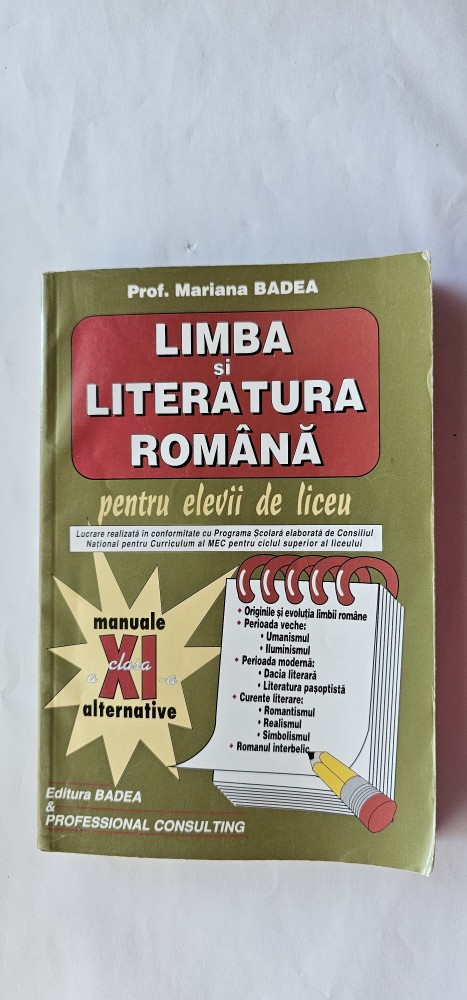 Prof. Mariana BADEA
LIMBA
și
LITERATURA
ROMÂNĂ
pentru elevii de liceu
Lucrare realizată în conformitate cu Programa Școlară elaborată de Consiliul
Național pentru Curriculum al MEC pentru ciclul superior al liceului
manuale
XI
a clasa -a
alternative
• Originile și evoluția limbii române
• Perioada veche:
• Umanismul
• Iluminismul
• Perioada modernă:
• Dacia literară
• Literatura pașoptistă
• Curente literare:
• Romantismul
• Realismul
• Simbolismul
• Romanul interbelic
Editura BADEA
&
PROFESSIONAL CONSULTING